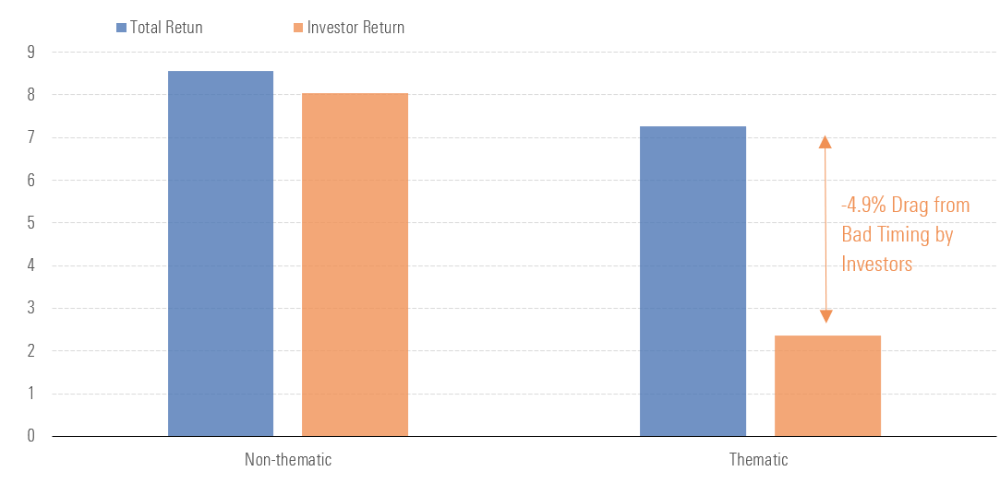 Total Retun
Investor Return
9
8
7
6
5
4
3
2
1
0
-4.9% Drag from
Bad Timing by
Investors
Non-thematic
Thematic